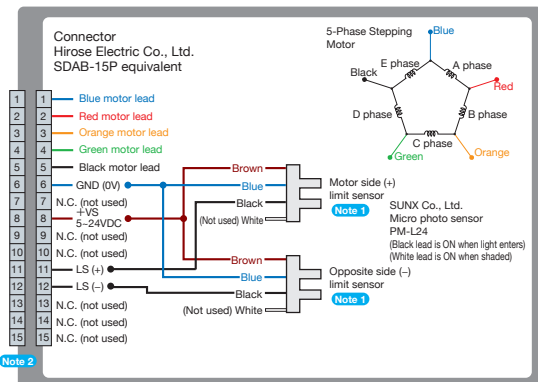 Connector
Hirose Electric Co., Ltd.
SDAB-15P equivalent
5-Phase Stepping
Motor
Blue
E phase
A phase
Black
Red
D phase
B phase
C phase
Green
Orange
1 1 Blue motor lead
2 2 Red motor lead
3 3 Orange motor lead
4 4 Green motor lead
5 5 Black motor lead
6 6 GND (0V)
7 7 N.C. (not used)
8 8 +VS
5~24VDC
9 9 N.C. (not used)
10 10 N.C. (not used)
11 11 LS (+)
12 12 LS (−)
13 13 N.C. (not used)
14 14 N.C. (not used)
15 15 N.C. (not used)
Note 2
Brown
Blue
Black
(Not used) White
Motor side (+)
limit sensor
Note 1
Brown
Blue
Black
(Not used) White
Opposite side (−)
limit sensor
Note 1
SUNX Co., Ltd.
Micro photo sensor
PM-L24
(Black lead is ON when light enters)
(White lead is ON when shaded)